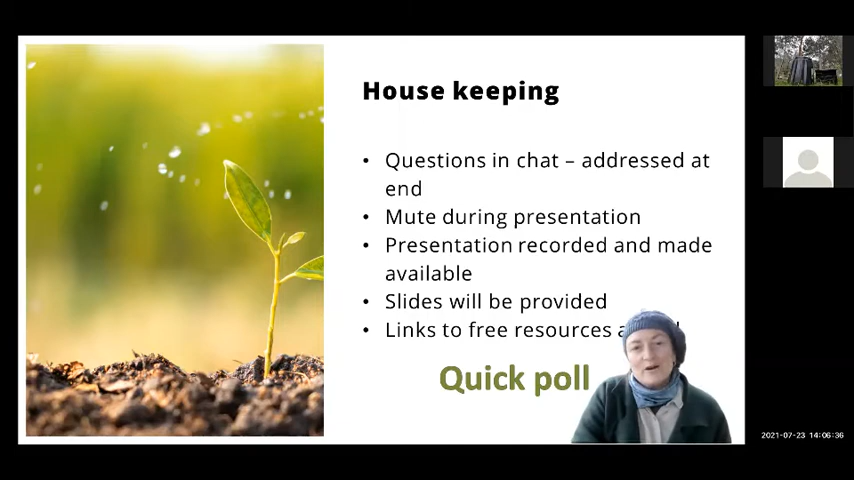 House keeping
• Questions in chat – addressed at
end
• Mute during presentation
• Presentation recorded and made
available
• Slides will be provided
• Links to free resources
Quick poll
2021-07-23 14:06:36